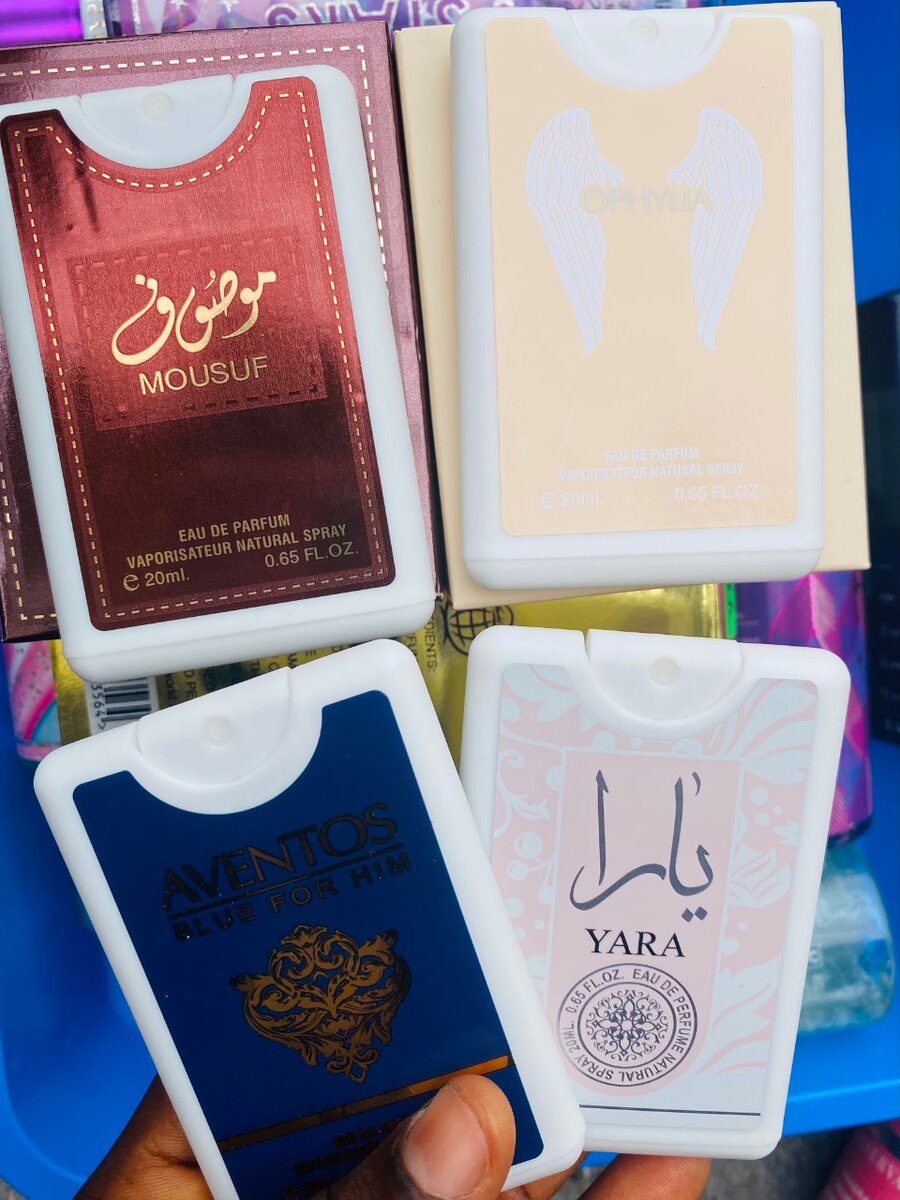 STARS
موصوف
MOUSUF
EAU DE PARFUM
VAPORISATEUR NATURAL SPRAY
e 20ml. 0.65 FL.OZ.
OPHYLIA
EAU DE PARFUM
VAPORISATEUR NATURAL SPRAY
e 20ml. 0.65 FL.OZ.
AVENTOS
BLUE FOR HIM
يارا
YARA
20ML. 0.65 FL.OZ. EAU DE PERFUME NATURAL SPRAY